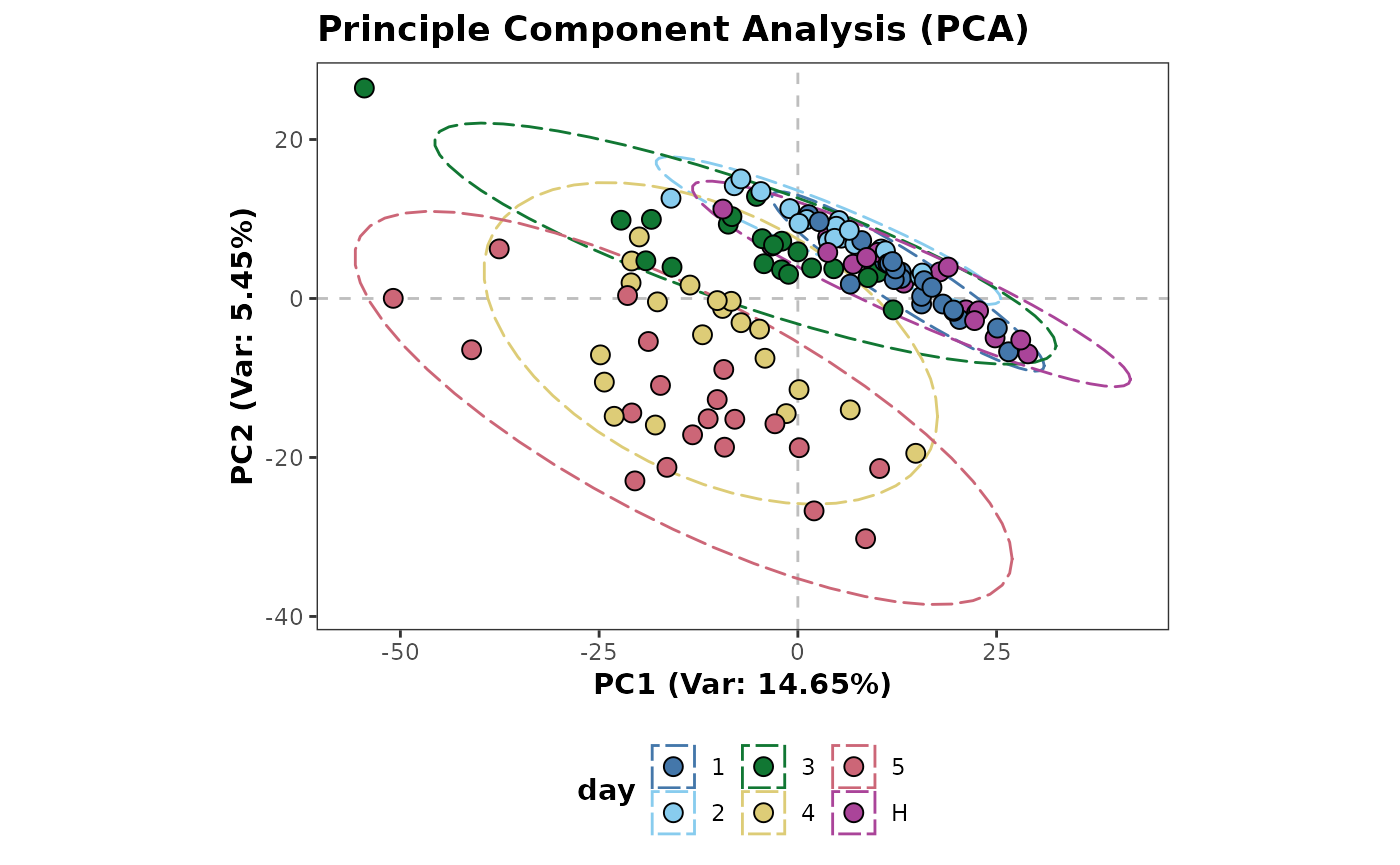 Principle Component Analysis (PCA)
PC2 (Var: 5.45%)
20
0
-20
-40
-50 -25 0 25
PC1 (Var: 14.65%)
day
1 3 5
2 4 H